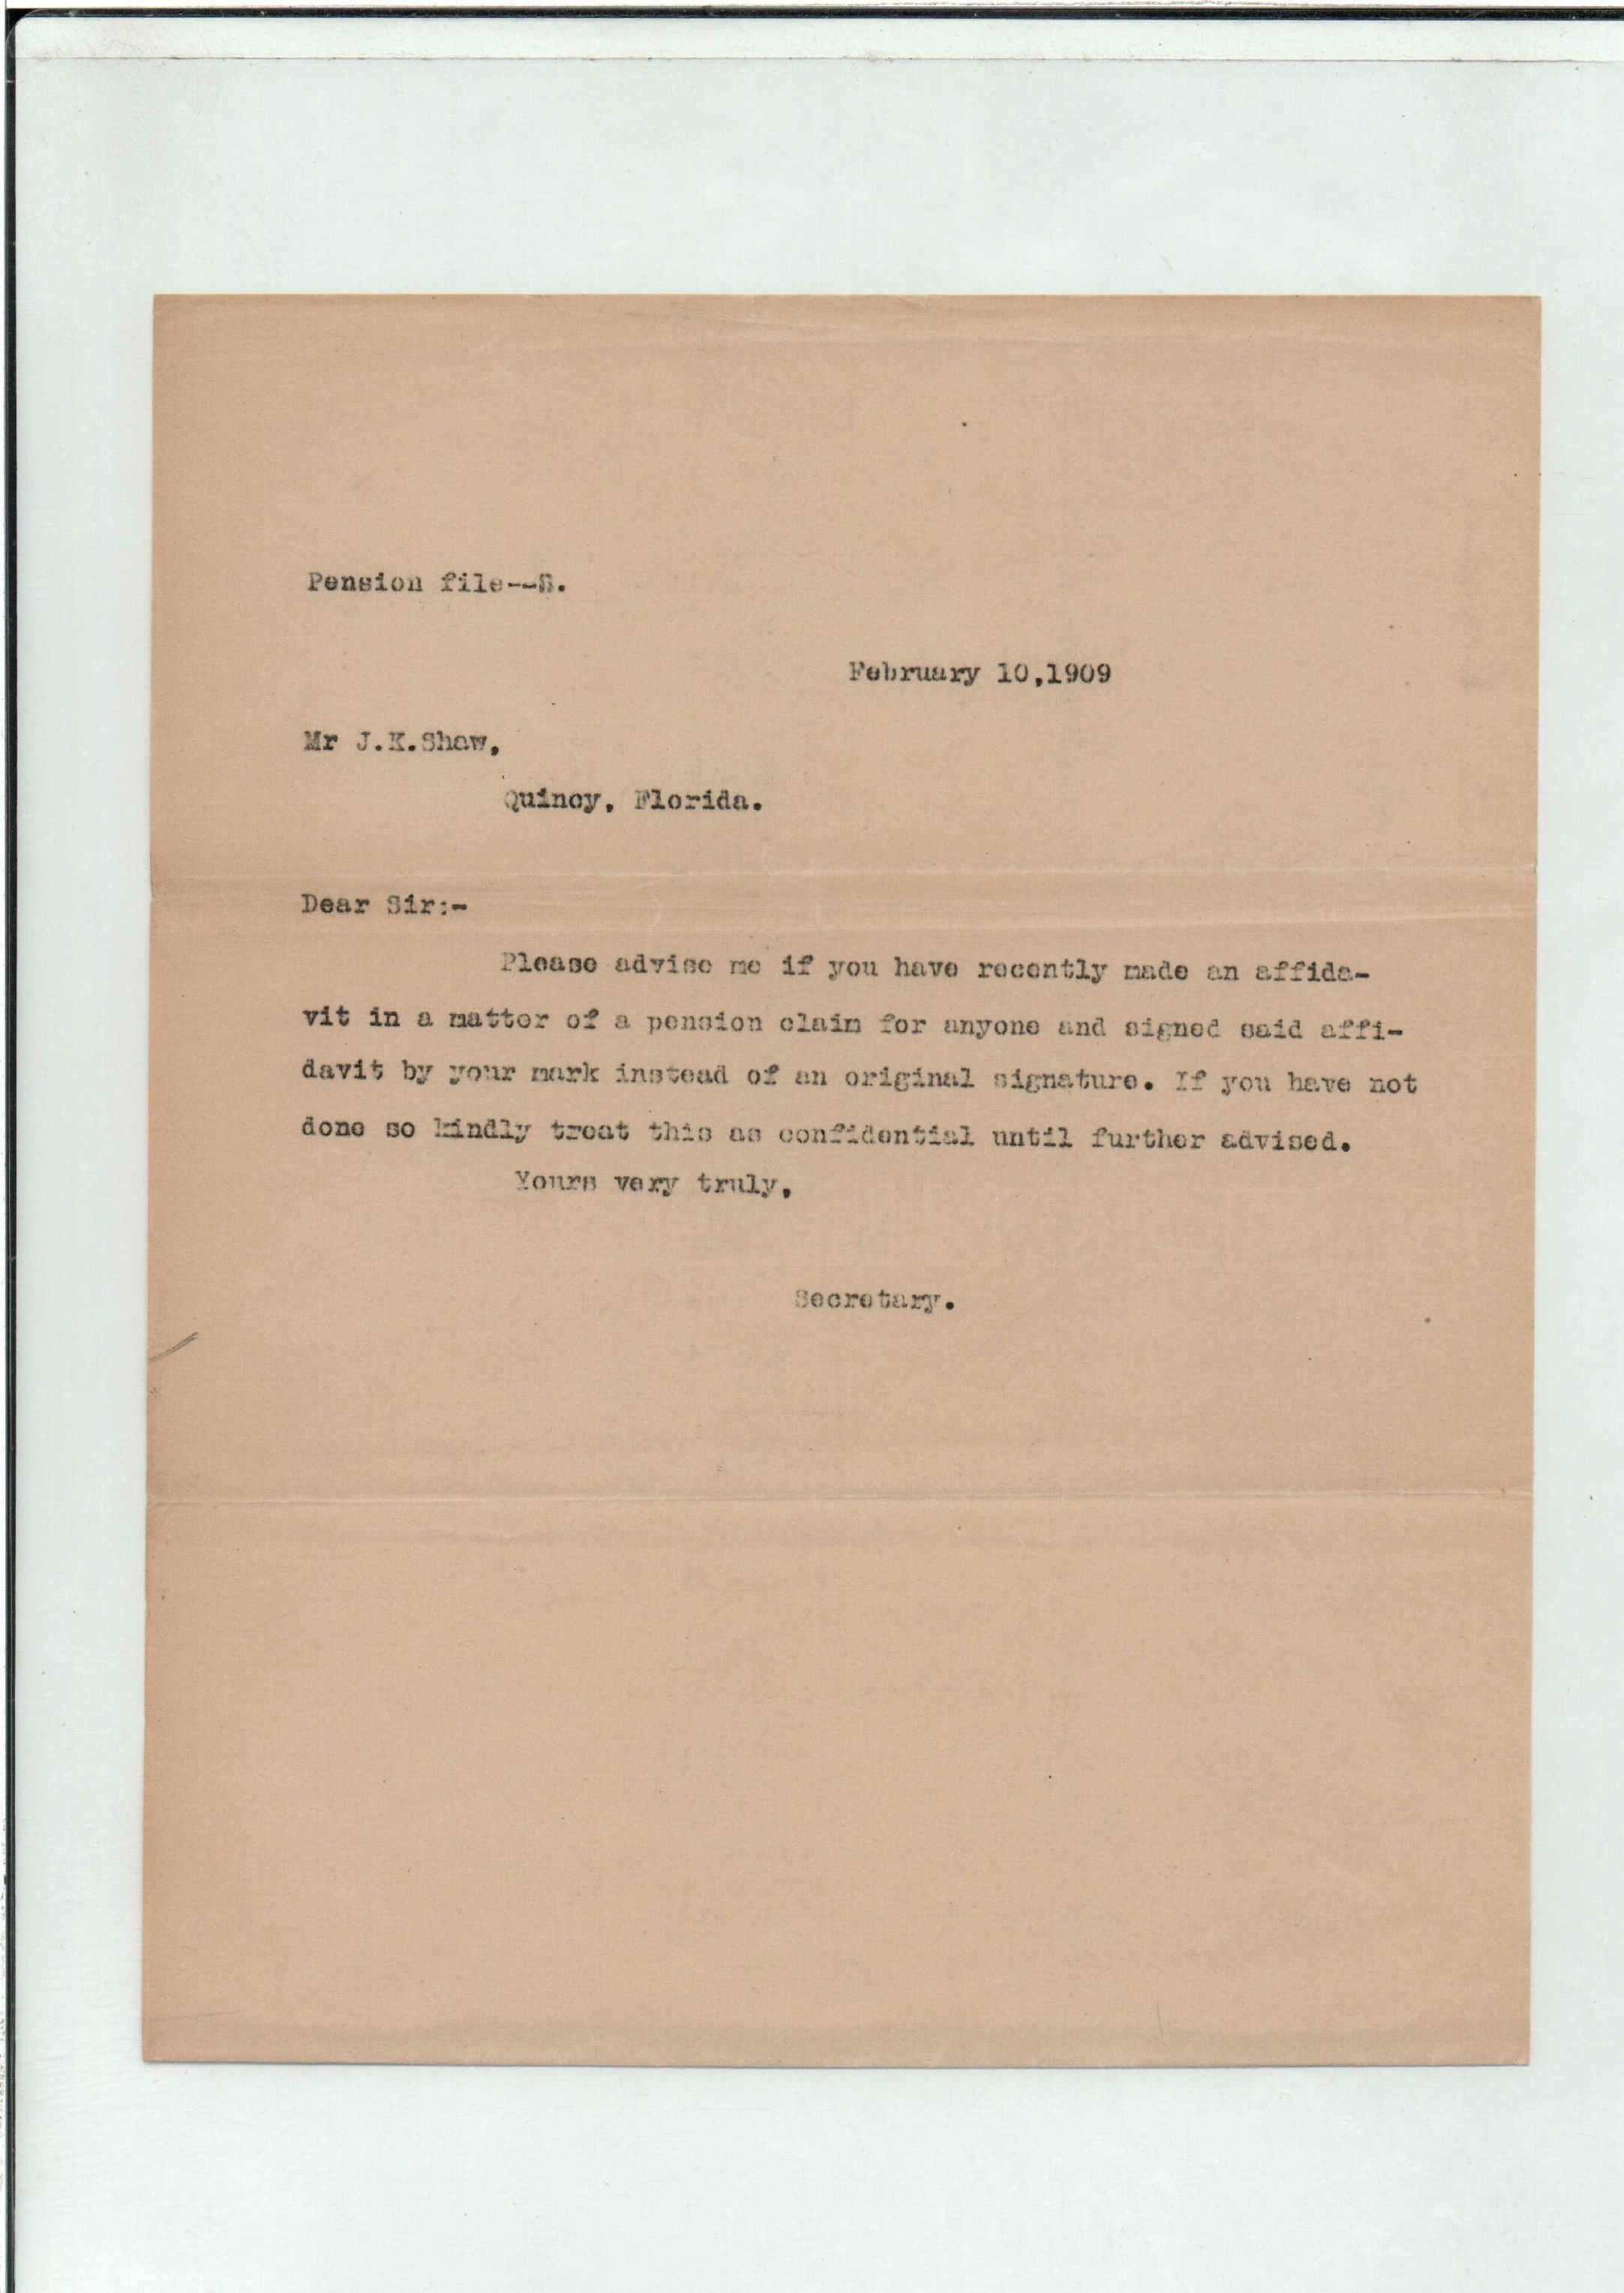 Pension file--S.
February 10,1909
Mr J.K.Shaw,
Quincy, Florida.
Dear Sir:-
Please advise me if you have recently made an affida-
vit in a matter of a pension claim for anyone and signed said affi-
davit by your mark instead of an original signature. If you have not
done so kindly treat this as confidential until further advised.
Yours very truly,
Secretary.